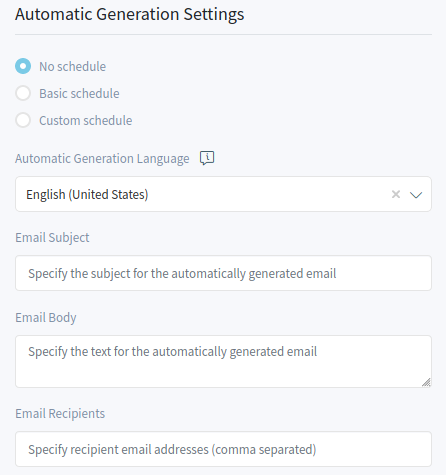 Automatic Generation Settings
No schedule
Basic schedule
Custom schedule
Automatic Generation Language
English (United States)
Email Subject
Specify the subject for the automatically generated email
Email Body
Specify the text for the automatically generated email
Email Recipients
Specify recipient email addresses (comma separated)